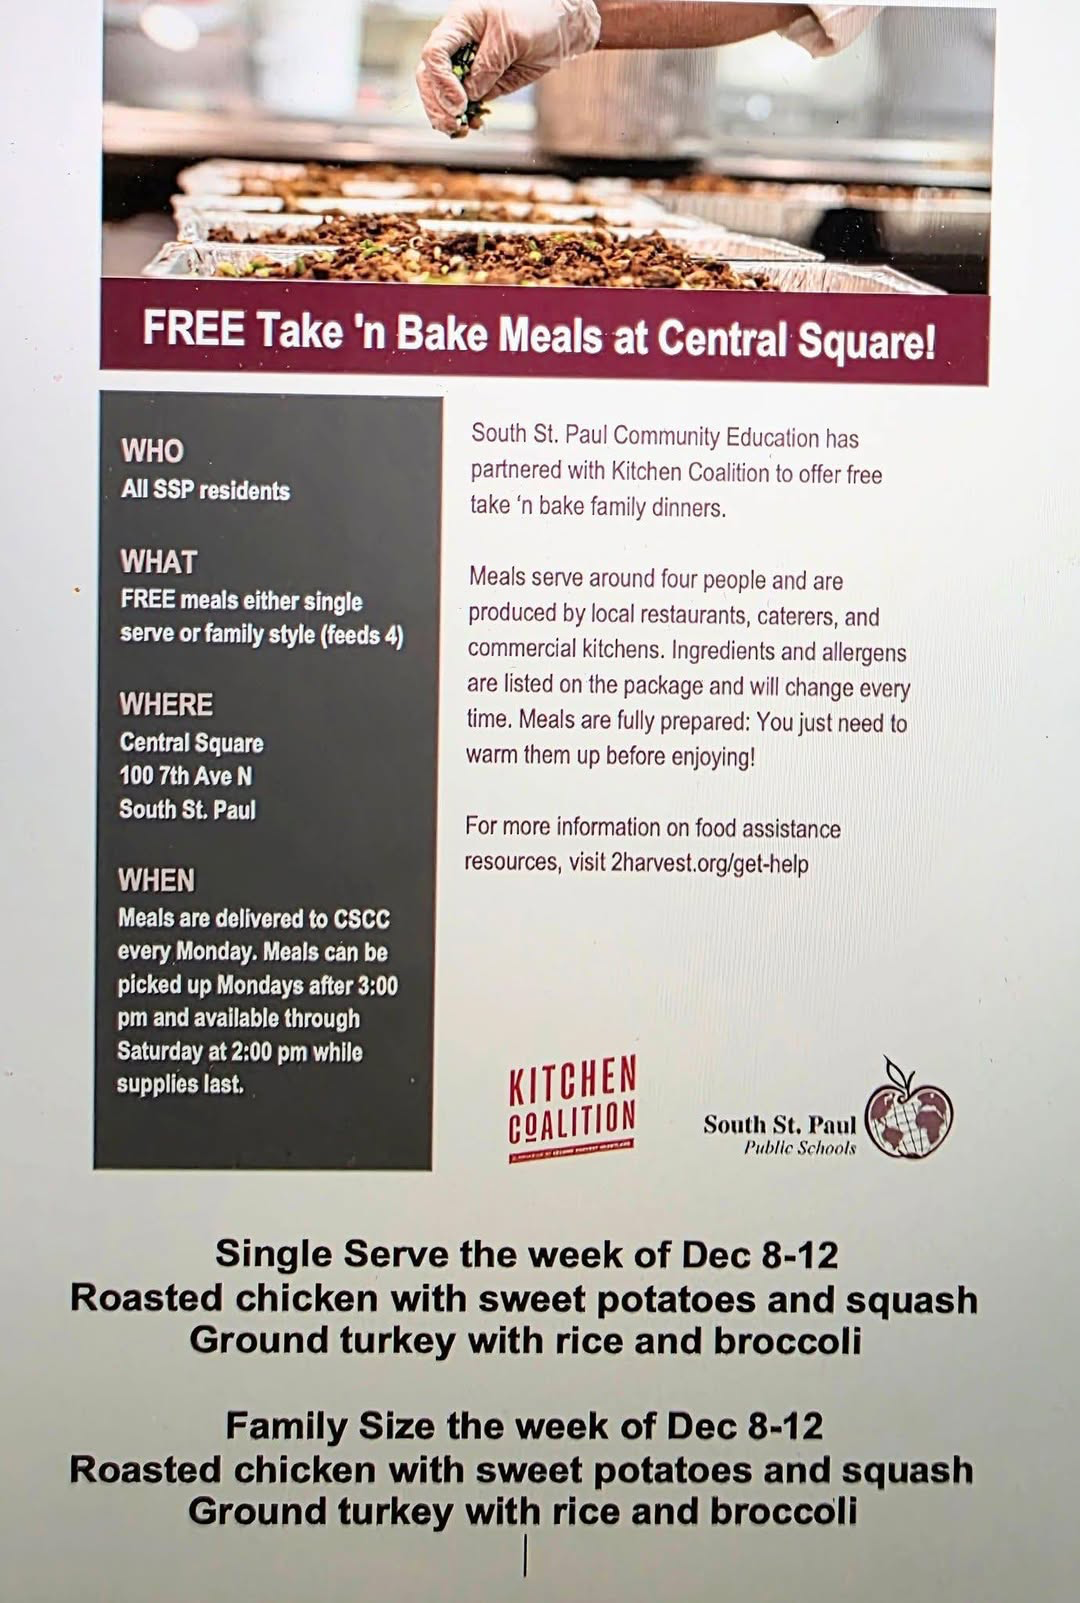 FREE Take 'n Bake Meals at Central Square!
WHO
All SSP residents
WHAT
FREE meals either single
serve or family style (feeds 4)
WHERE
Central Square
100 7th Ave N
South St. Paul
WHEN
Meals are delivered to CSCC
every Monday. Meals can be
picked up Mondays after 3:00
pm and available through
Saturday at 2:00 pm while
supplies last.
South St. Paul Community Education has
partnered with Kitchen Coalition to offer free
take ‘n bake family dinners.
Meals serve around four people and are
produced by local restaurants, caterers, and
commercial kitchens. Ingredients and allergens
are listed on the package and will change every
time. Meals are fully prepared: You just need to
warm them up before enjoying!
For more information on food assistance
resources, visit 2harvest.org/get-help
KITCHEN
COALITION
South St. Paul
Public Schools
Single Serve the week of Dec 8-12
Roasted chicken with sweet potatoes and squash
Ground turkey with rice and broccoli
Family Size the week of Dec 8-12
Roasted chicken with sweet potatoes and squash
Ground turkey with rice and broccoli